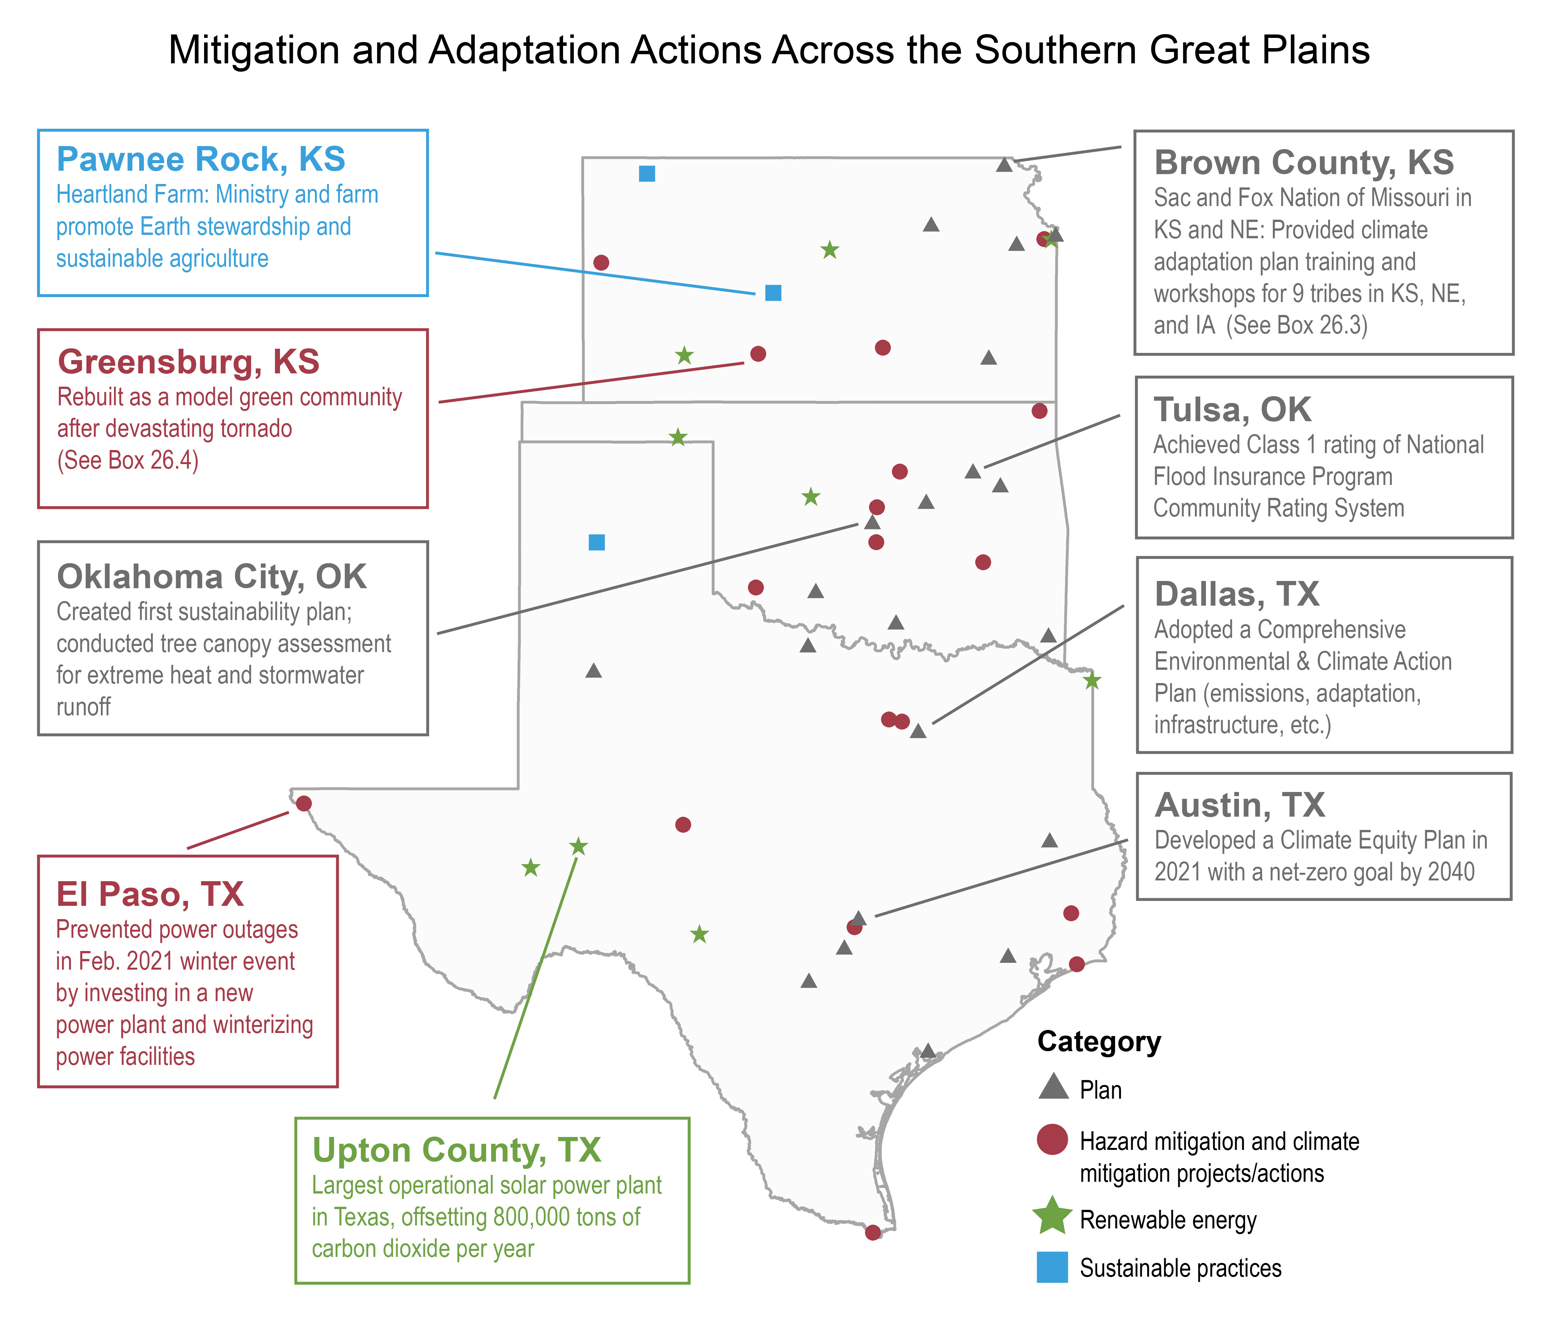 Mitigation and Adaptation Actions Across the Southern Great Plains
Pawnee Rock, KS
Heartland Farm: Ministry and farm
promote Earth stewardship and
sustainable agriculture
Greensburg, KS
Rebuilt as a model green community
after devastating tornado
(See Box 26.4)
Oklahoma City, OK
Created first sustainability plan;
conducted tree canopy assessment
for extreme heat and stormwater
runoff
El Paso, TX
Prevented power outages
in Feb. 2021 winter event
by investing in a new
power plant and winterizing
power facilities
Upton County, TX
Largest operational solar power plant
in Texas, offsetting 800,000 tons of
carbon dioxide per year
Brown County, KS
Sac and Fox Nation of Missouri in
KS and NE: Provided climate
adaptation plan training and
workshops for 9 tribes in KS, NE,
and IA (See Box 26.3)
Tulsa, OK
Achieved Class 1 rating of National
Flood Insurance Program
Community Rating System
Dallas, TX
Adopted a Comprehensive
Environmental & Climate Action
Plan (emissions, adaptation,
infrastructure, etc.)
Austin, TX
Developed a Climate Equity Plan in
2021 with a net-zero goal by 2040
Category
Plan
Hazard mitigation and climate
mitigation projects/actions
Renewable energy
Sustainable practices